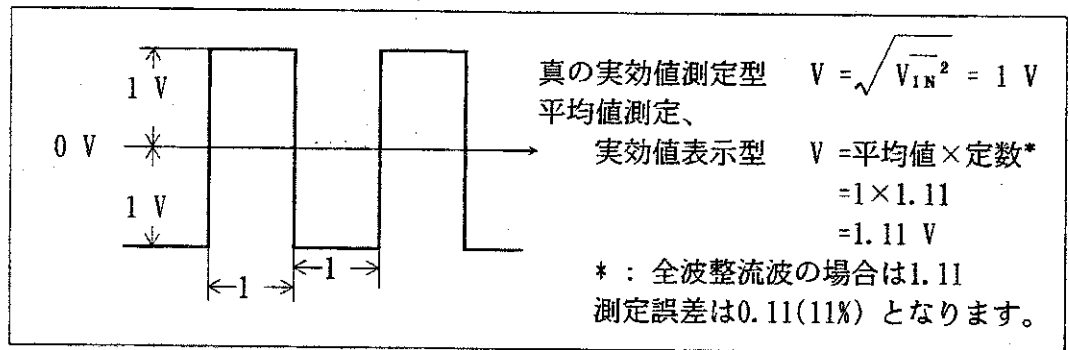 1 V
0 V
1 V
1
1
真の実効値測定型 V =√V̅I̅N̅² = 1 V
平均値測定、
実効値表示型 V =平均値×定数*
=1×1.11
=1.11 V
* : 全波整流波の場合は1.11
測定誤差は0.11(11%) となります。